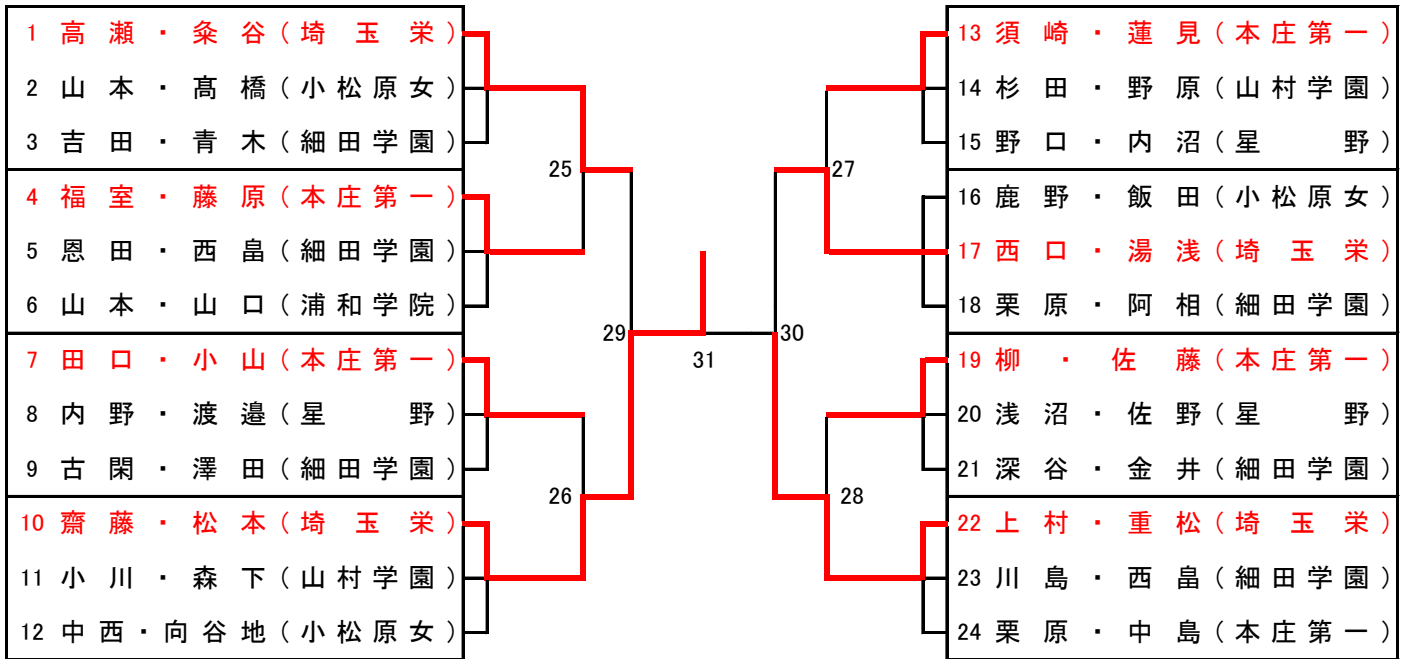 1 高瀬・粂谷(埼玉栄)
2 山本・髙橋(小松原女)
3 吉田・青木(細田学園)
4 福室・藤原(本庄第一)
5 恩田・西畠(細田学園)
6 山本・山口(浦和学院)
7 田口・小山(本庄第一)
8 内野・渡邉(星野)
9 古閑・澤田(細田学園)
10 齋藤・松本(埼玉栄)
11 小川・森下(山村学園)
12 中西・向谷地(小松原女)
25
26
29
31
30
27
28
13 須崎・蓮見(本庄第一)
14 杉田・野原(山村学園)
15 野口・内沼(星野)
16 鹿野・飯田(小松原女)
17 西口・湯浅(埼玉栄)
18 栗原・阿相(細田学園)
19 柳・佐藤(本庄第一)
20 浅沼・佐野(星野)
21 深谷・金井(細田学園)
22 上村・重松(埼玉栄)
23 川島・西畠(細田学園)
24 栗原・中島(本庄第一)